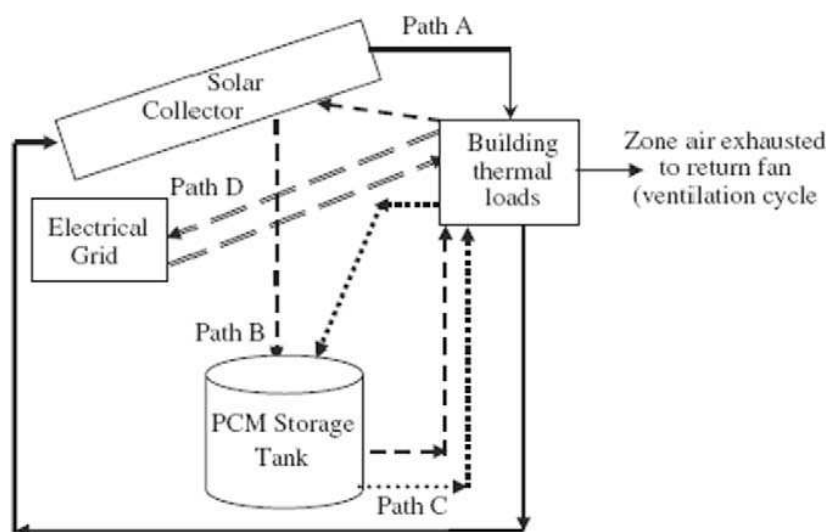 Path A
Solar
Collector
Building
thermal
loads
Zone air exhausted
to return fan
(ventilation cycle
Path D
Electrical
Grid
Path B
PCM Storage
Tank
Path C